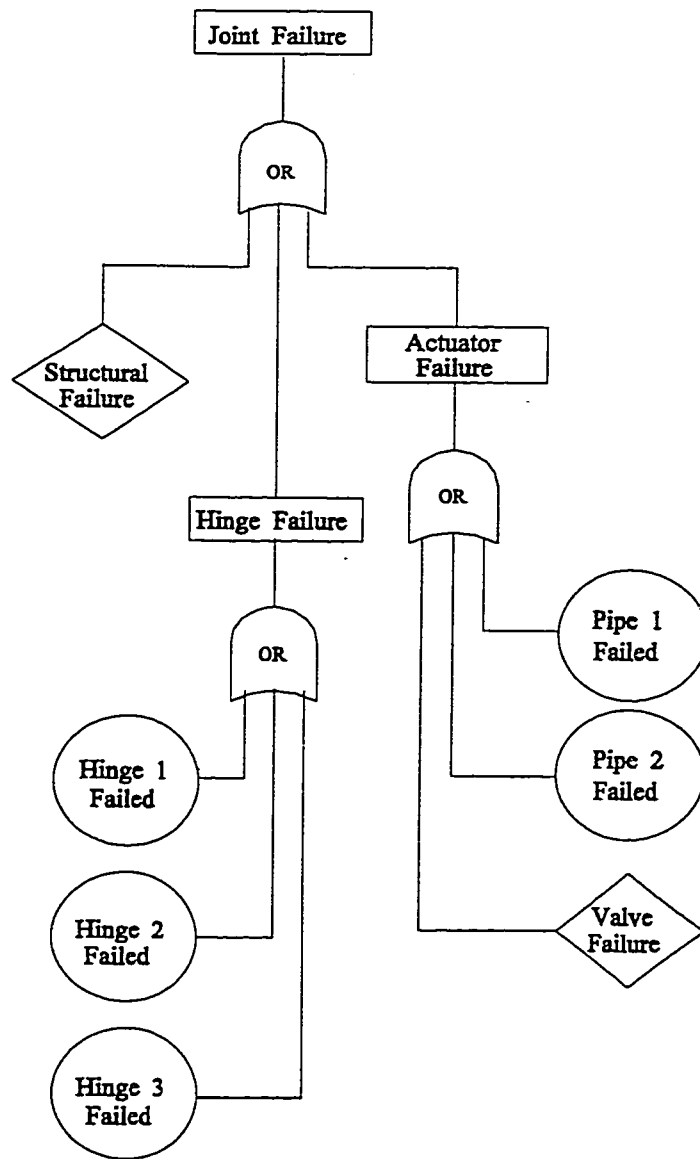 Joint Failure
OR
Structural
Failure
Actuator
Failure
OR
Hinge Failure
OR
Pipe 1
Failed
Pipe 2
Failed
Hinge 1
Failed
Hinge 2
Failed
Valve
Failure
Hinge 3
Failed